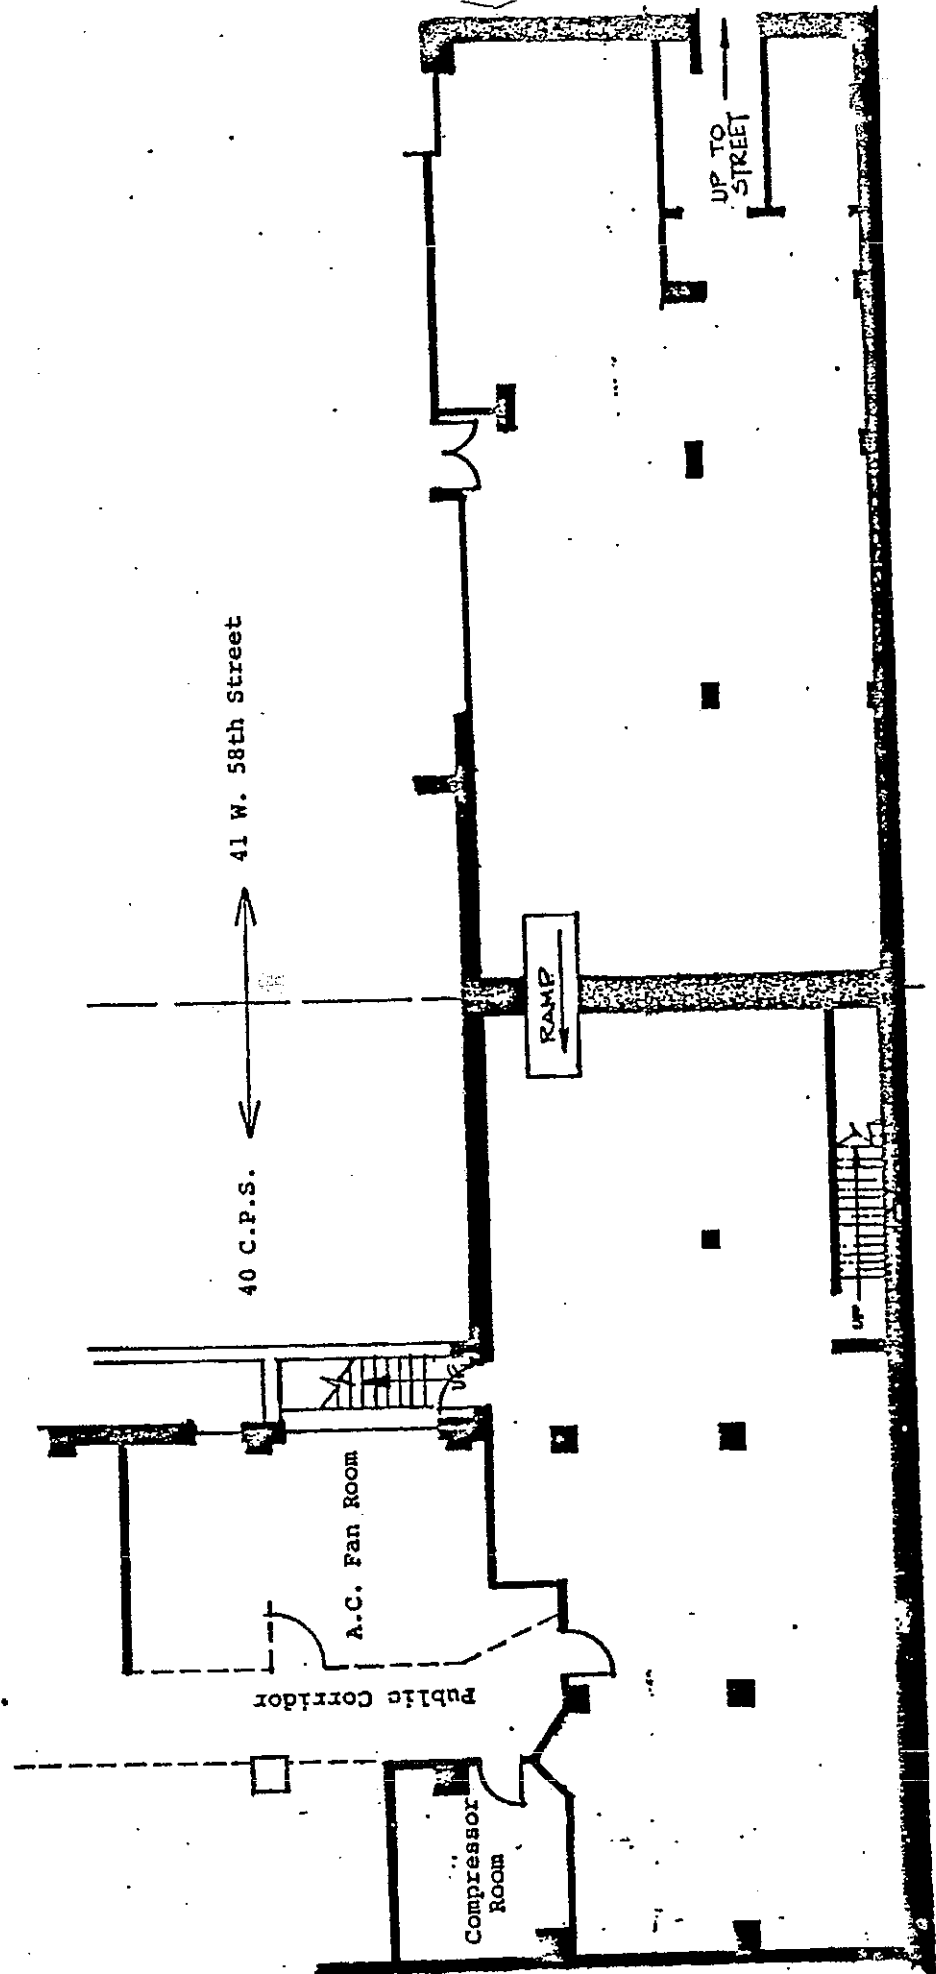 UP TO
STREET
41 W. 58th Street
RAMP
40 C.P.S.
UP
UP
A.C. Fan Room
Public Corridor
Compressor
Room